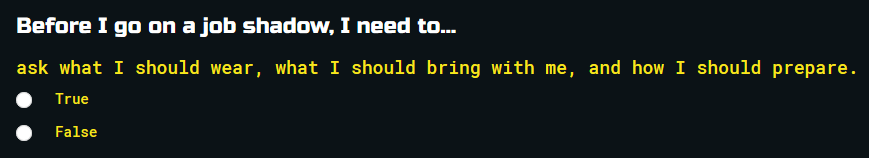 Before I go on a job shadow, I need to...
ask what I should wear, what I should bring with me, and how I should prepare.
True
False